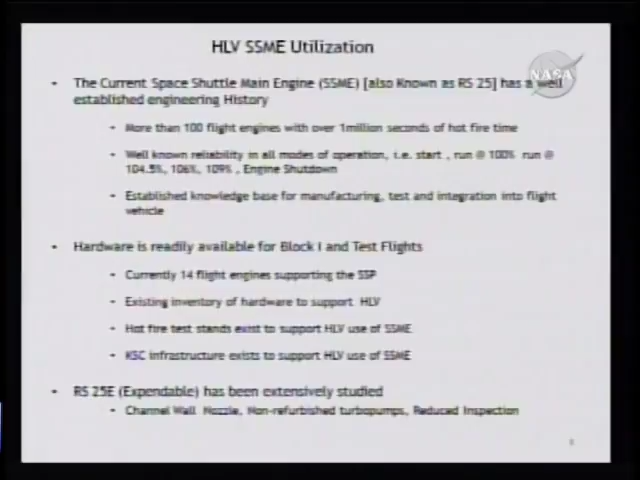 HLV SSME Utilization
NASA
• The Current Space Shuttle Main Engine (SSME) [also Known as RS 25] has a well
established engineering History
• More than 100 flight engines with over 1million seconds of hot fire time
• Well known reliability in all modes of operation, i.e. start , run @ 100% run @
104.5%, 106%, 109% , Engine Shutdown
• Established knowledge base for manufacturing, test and integration into flight
vehicle
• Hardware is readily available for Block I and Test Flights
• Currently 14 flight engines supporting the SSP
• Existing inventory of hardware to support HLV
• Hot fire test stands exist to support HLV use of SSME
• KSC infrastructure exists to support HLV use of SSME
• RS 25E (Expendable) has been extensively studied
• Channel Wall Nozzle, Non-refurbished turbopumps, Reduced Inspection